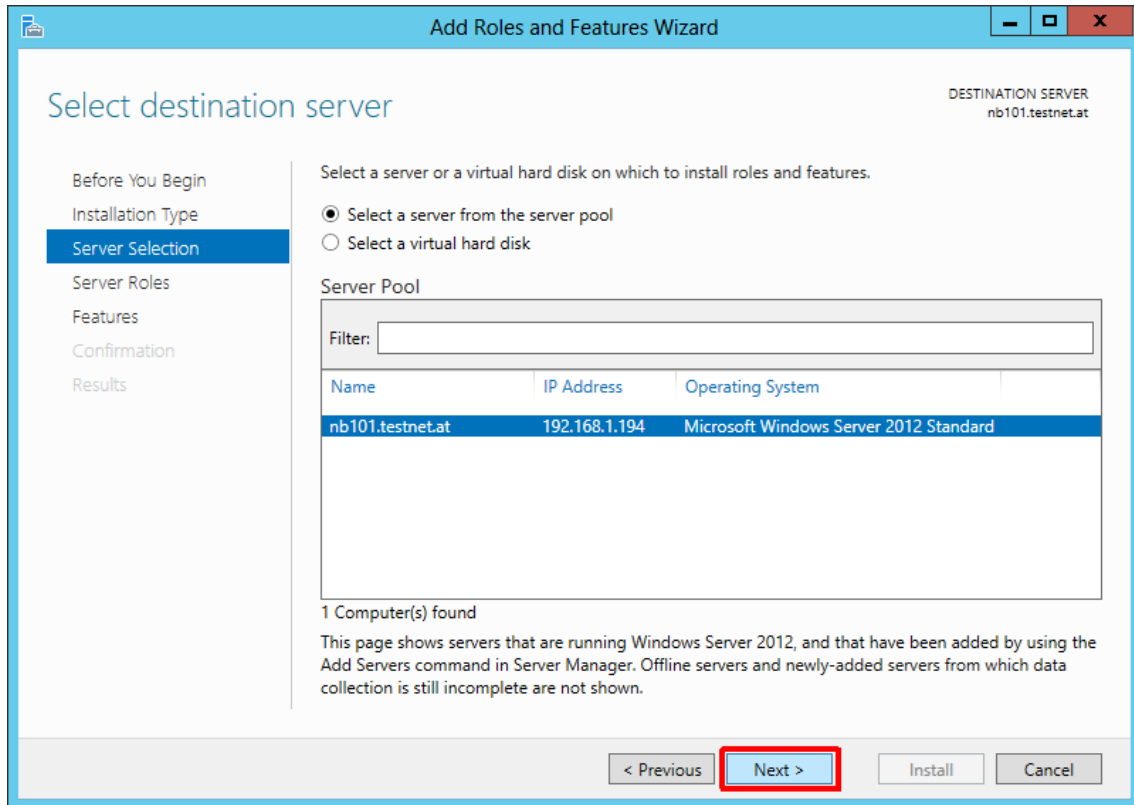 Add Roles and Features Wizard
Select destination server
DESTINATION SERVER
nb101.testnet.at
Before You Begin
Installation Type
Server Selection
Server Roles
Features
Confirmation
Results
Select a server or a virtual hard disk on which to install roles and features.
Select a server from the server pool
Select a virtual hard disk
Server Pool
Filter:
Name IP Address Operating System
nb101.testnet.at 192.168.1.194 Microsoft Windows Server 2012 Standard
1 Computer(s) found
This page shows servers that are running Windows Server 2012, and that have been added by using the
Add Servers command in Server Manager. Offline servers and newly-added servers from which data
collection is still incomplete are not shown.
< Previous Next > Install Cancel